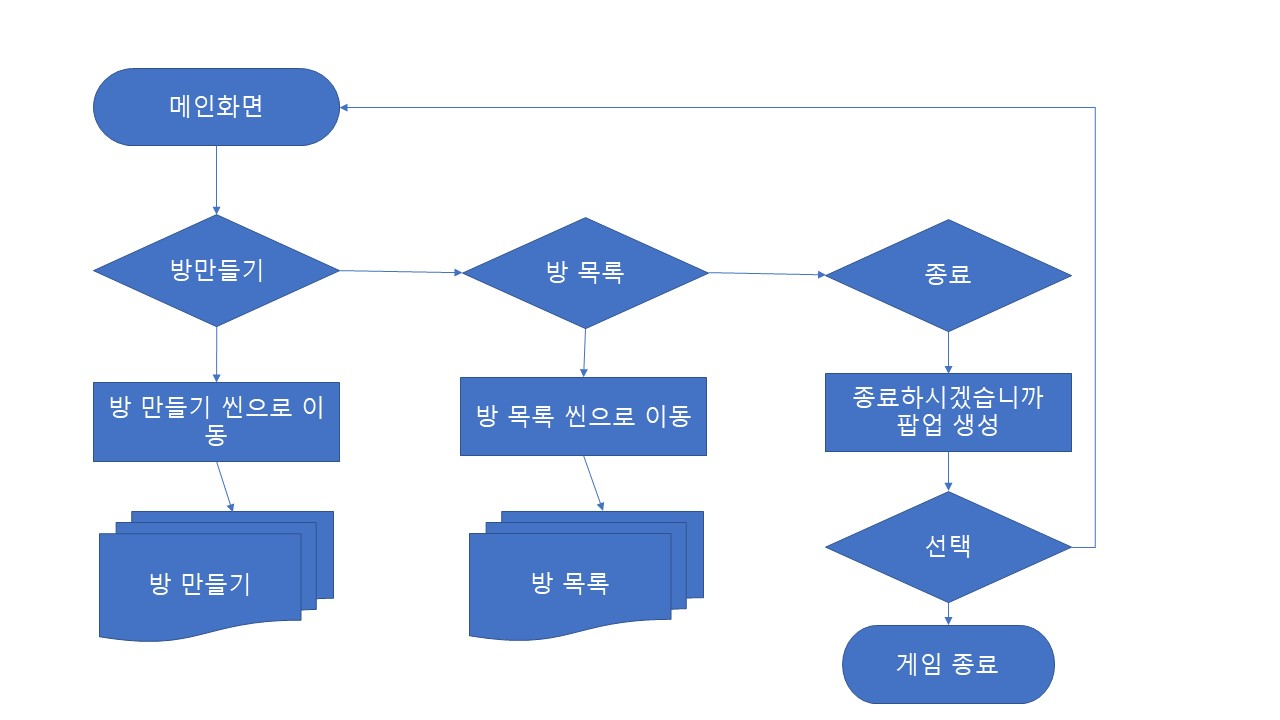 메인화면
방만들기
방 목록
종료
방 만들기 씬으로 이
동
방 목록 씬으로 이동
종료하시겠습니까
팝업 생성
선택
방 만들기
방 목록
게임 종료